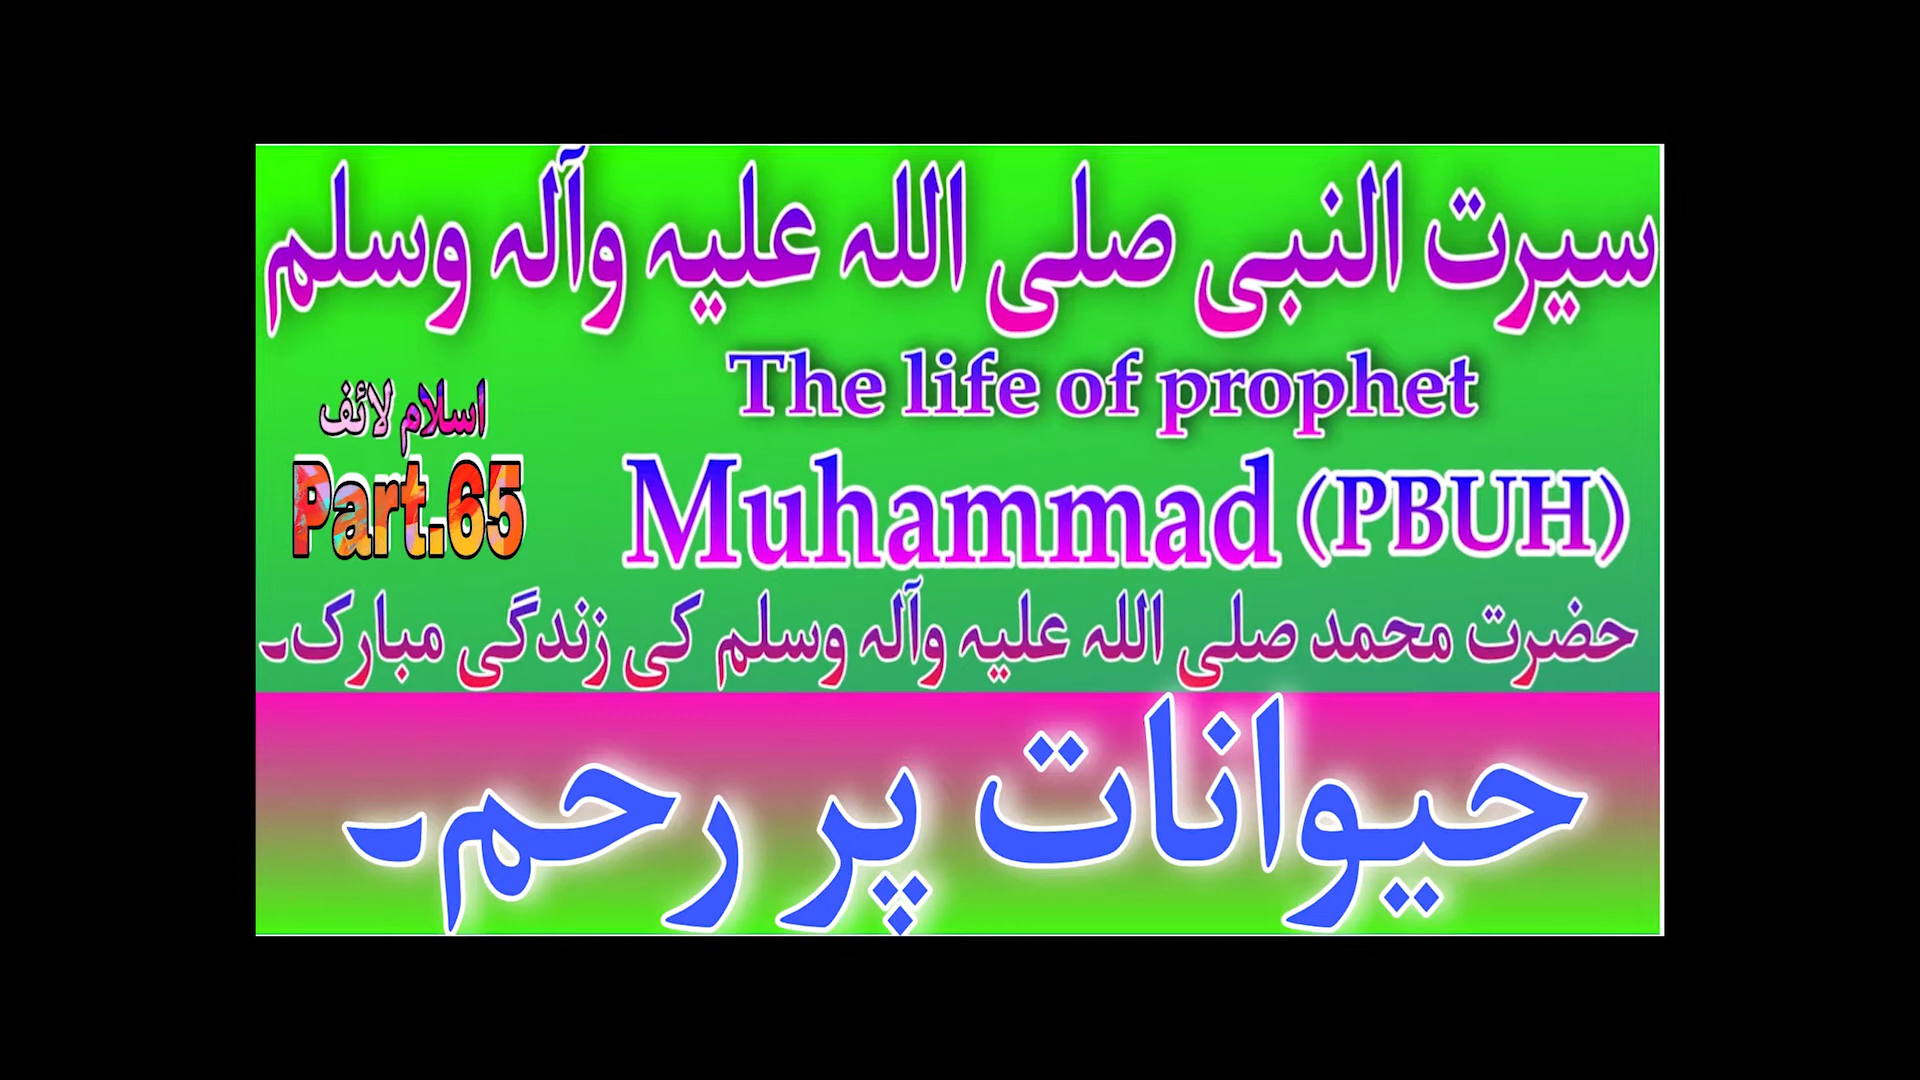 سیرت النبی صلی اللہ علیہ وآلہ وسلم
The life of prophet
اسلام لائف
Part.65
Muhammad (PBUH)
حضرت محمد صلی اللہ علیہ وآلہ وسلم کی زندگی مبارک۔
حیوانات پر رحم۔